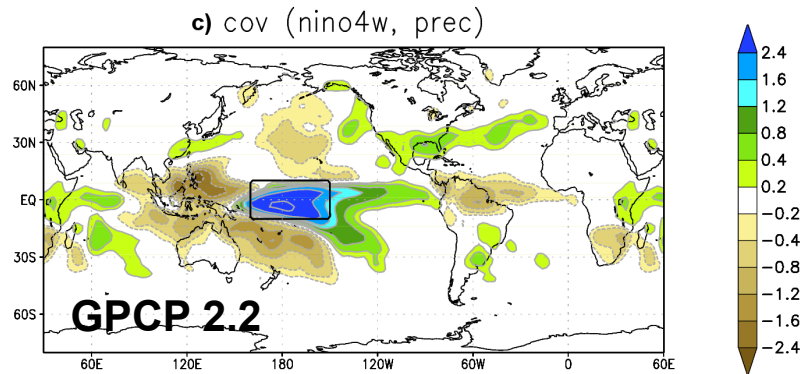 c) cov (nino4w, prec)
60N
30N
EQ
30S
60S
GPCP 2.2
60E
120E
180
120W
60W
0
60E
2.4
1.6
1.2
0.8
0.4
0.2
−0.2
−0.4
−0.8
−1.2
−1.6
−2.4